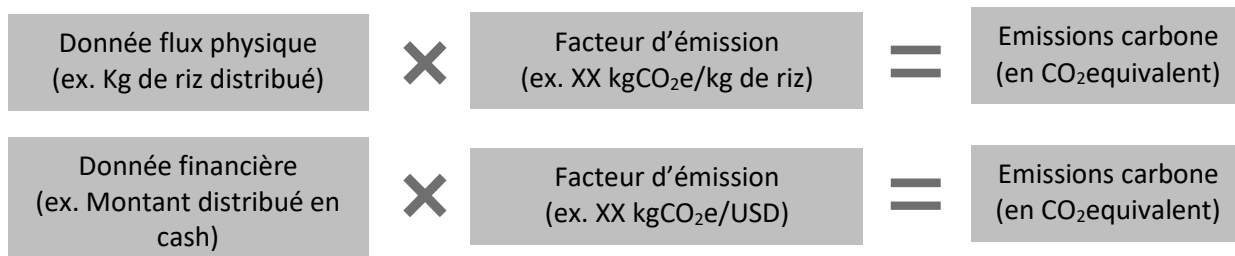 Donnée flux physique
(ex. Kg de riz distribué)
×
Facteur d’émission
(ex. XX kgCO₂e/kg de riz)
=
Emissions carbone
(en CO₂equivalent)
Donnée financière
(ex. Montant distribué en
cash)
×
Facteur d’émission
(ex. XX kgCO₂e/USD)
=
Emissions carbone
(en CO₂equivalent)